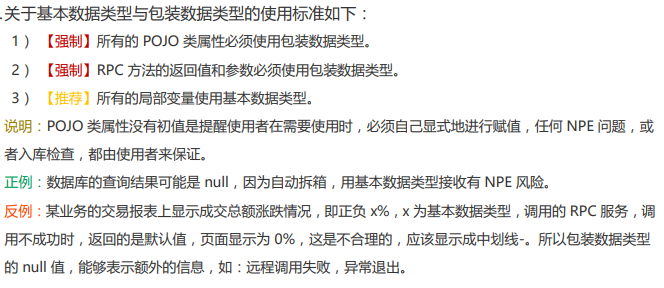 .关于基本数据类型与包装数据类型的使用标准如下：
1） 【强制】所有的 POJO 类属性必须使用包装数据类型。
2） 【强制】RPC 方法的返回值和参数必须使用包装数据类型。
3） 【推荐】所有的局部变量使用基本数据类型。
说明：POJO 类属性没有初值是提醒使用者在需要使用时，必须自己显式地进行赋值，任何 NPE 问题，或
者入库检查，都由使用者来保证。
正例：数据库的查询结果可能是 null，因为自动拆箱，用基本数据类型接收有 NPE 风险。
反例：某业务的交易报表上显示成交总额涨跌情况，即正负 x%，x 为基本数据类型，调用的 RPC 服务，调
用不成功时，返回的是默认值，页面显示为 0%，这是不合理的，应该显示成中划线-。所以包装数据类型
的 null 值，能够表示额外的信息，如：远程调用失败，异常退出。